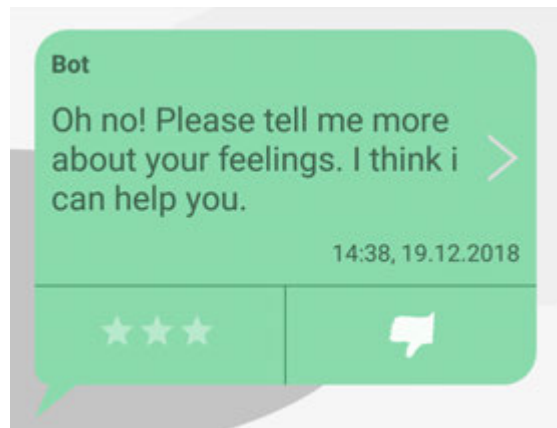 Bot
Oh no! Please tell me more
about your feelings. I think i
can help you.
14:38, 19.12.2018